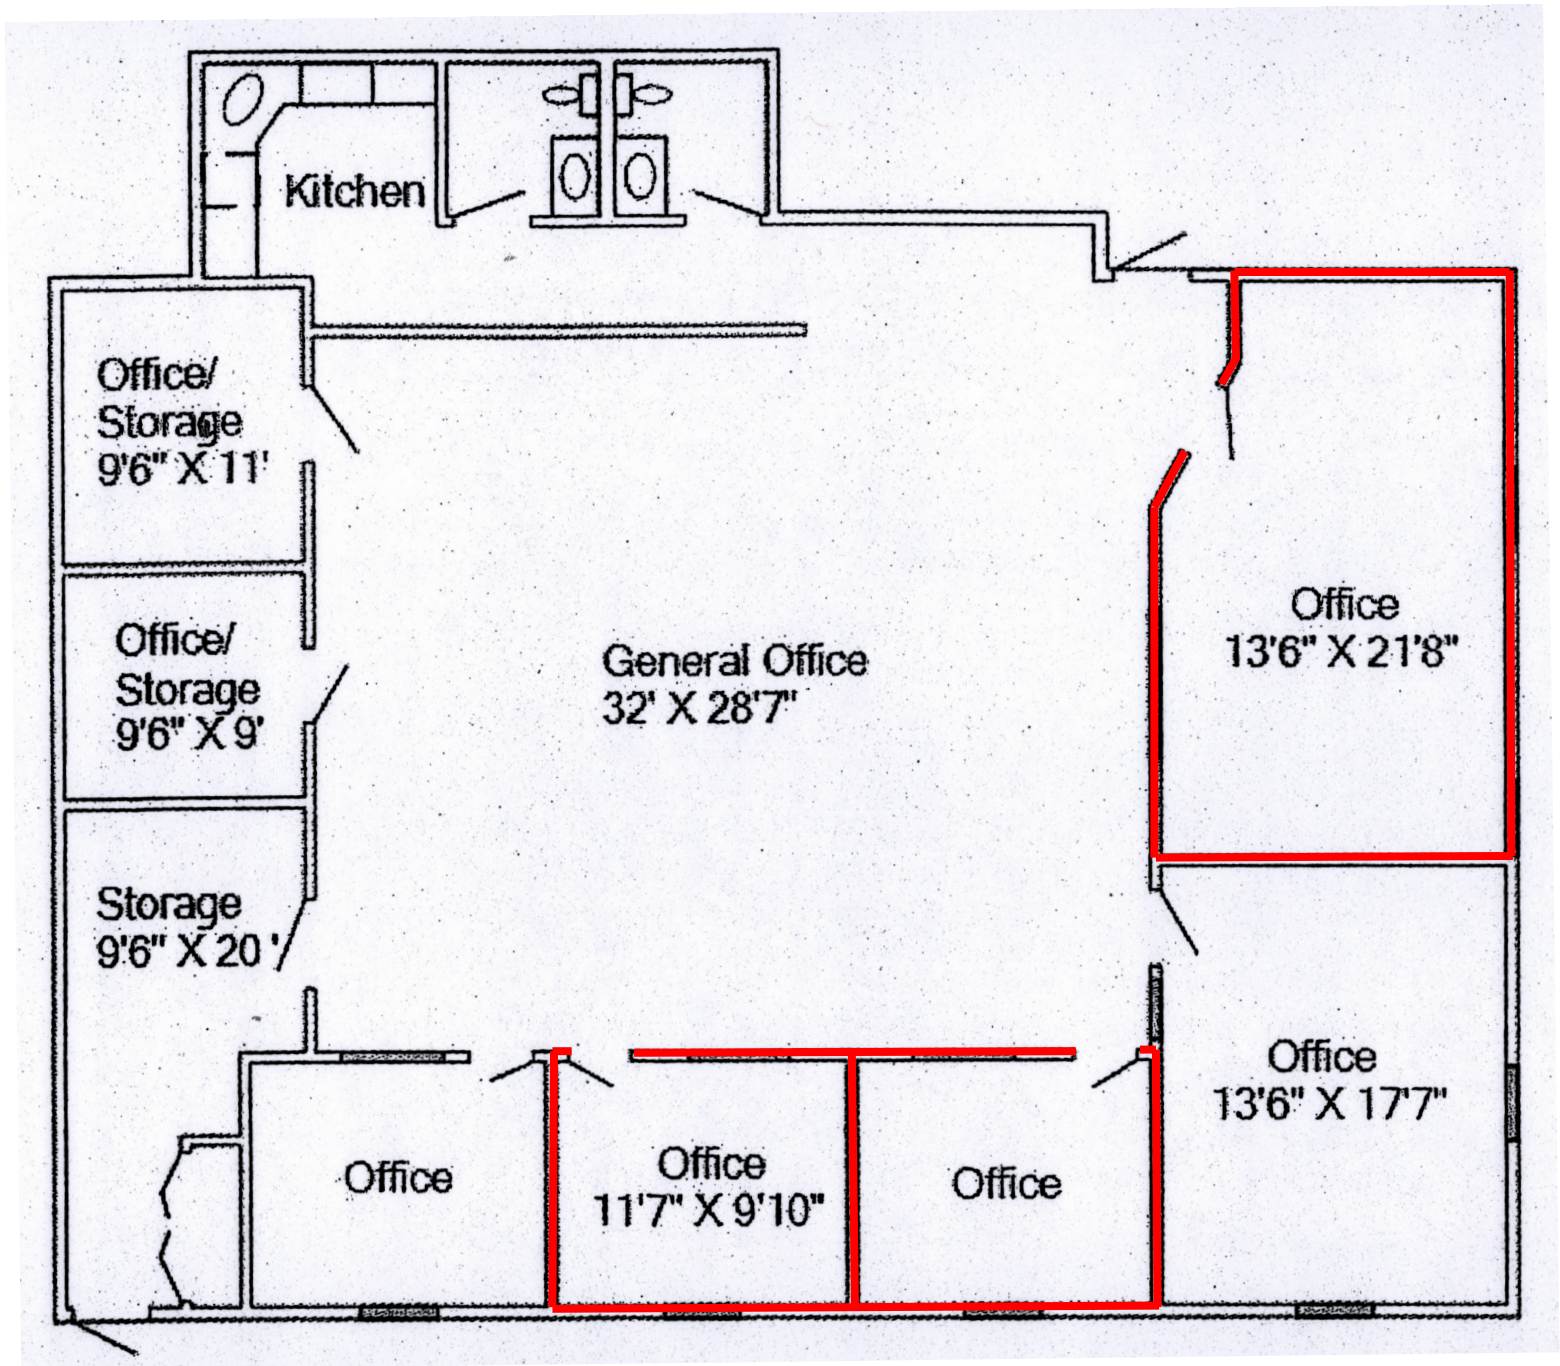 Kitchen
Office/
Storage
9'6" X 11'
Office/
Storage
9'6" X 9'
General Office
32' X 28'7"
Office
13'6" X 21'8"
Storage
9'6" X 20 '
Office
13'6" X 17'7"
Office
Office
11'7" X 9'10"
Office